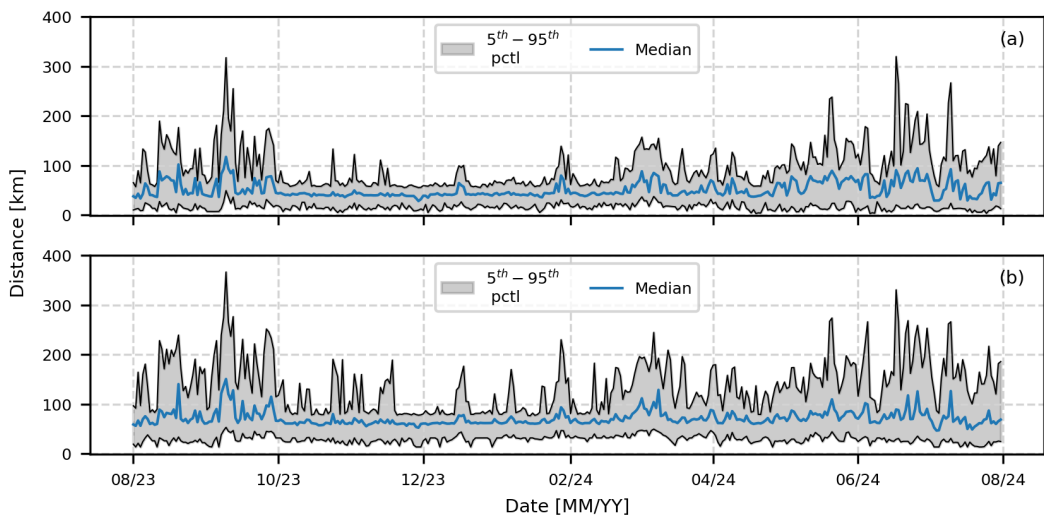 Distance [km]
400
300
200
100
0
5th − 95th
pctl
Median
(a)
400
300
200
100
0
5th − 95th
pctl
Median
(b)
08/23
10/23
12/23
02/24
04/24
06/24
08/24
Date [MM/YY]